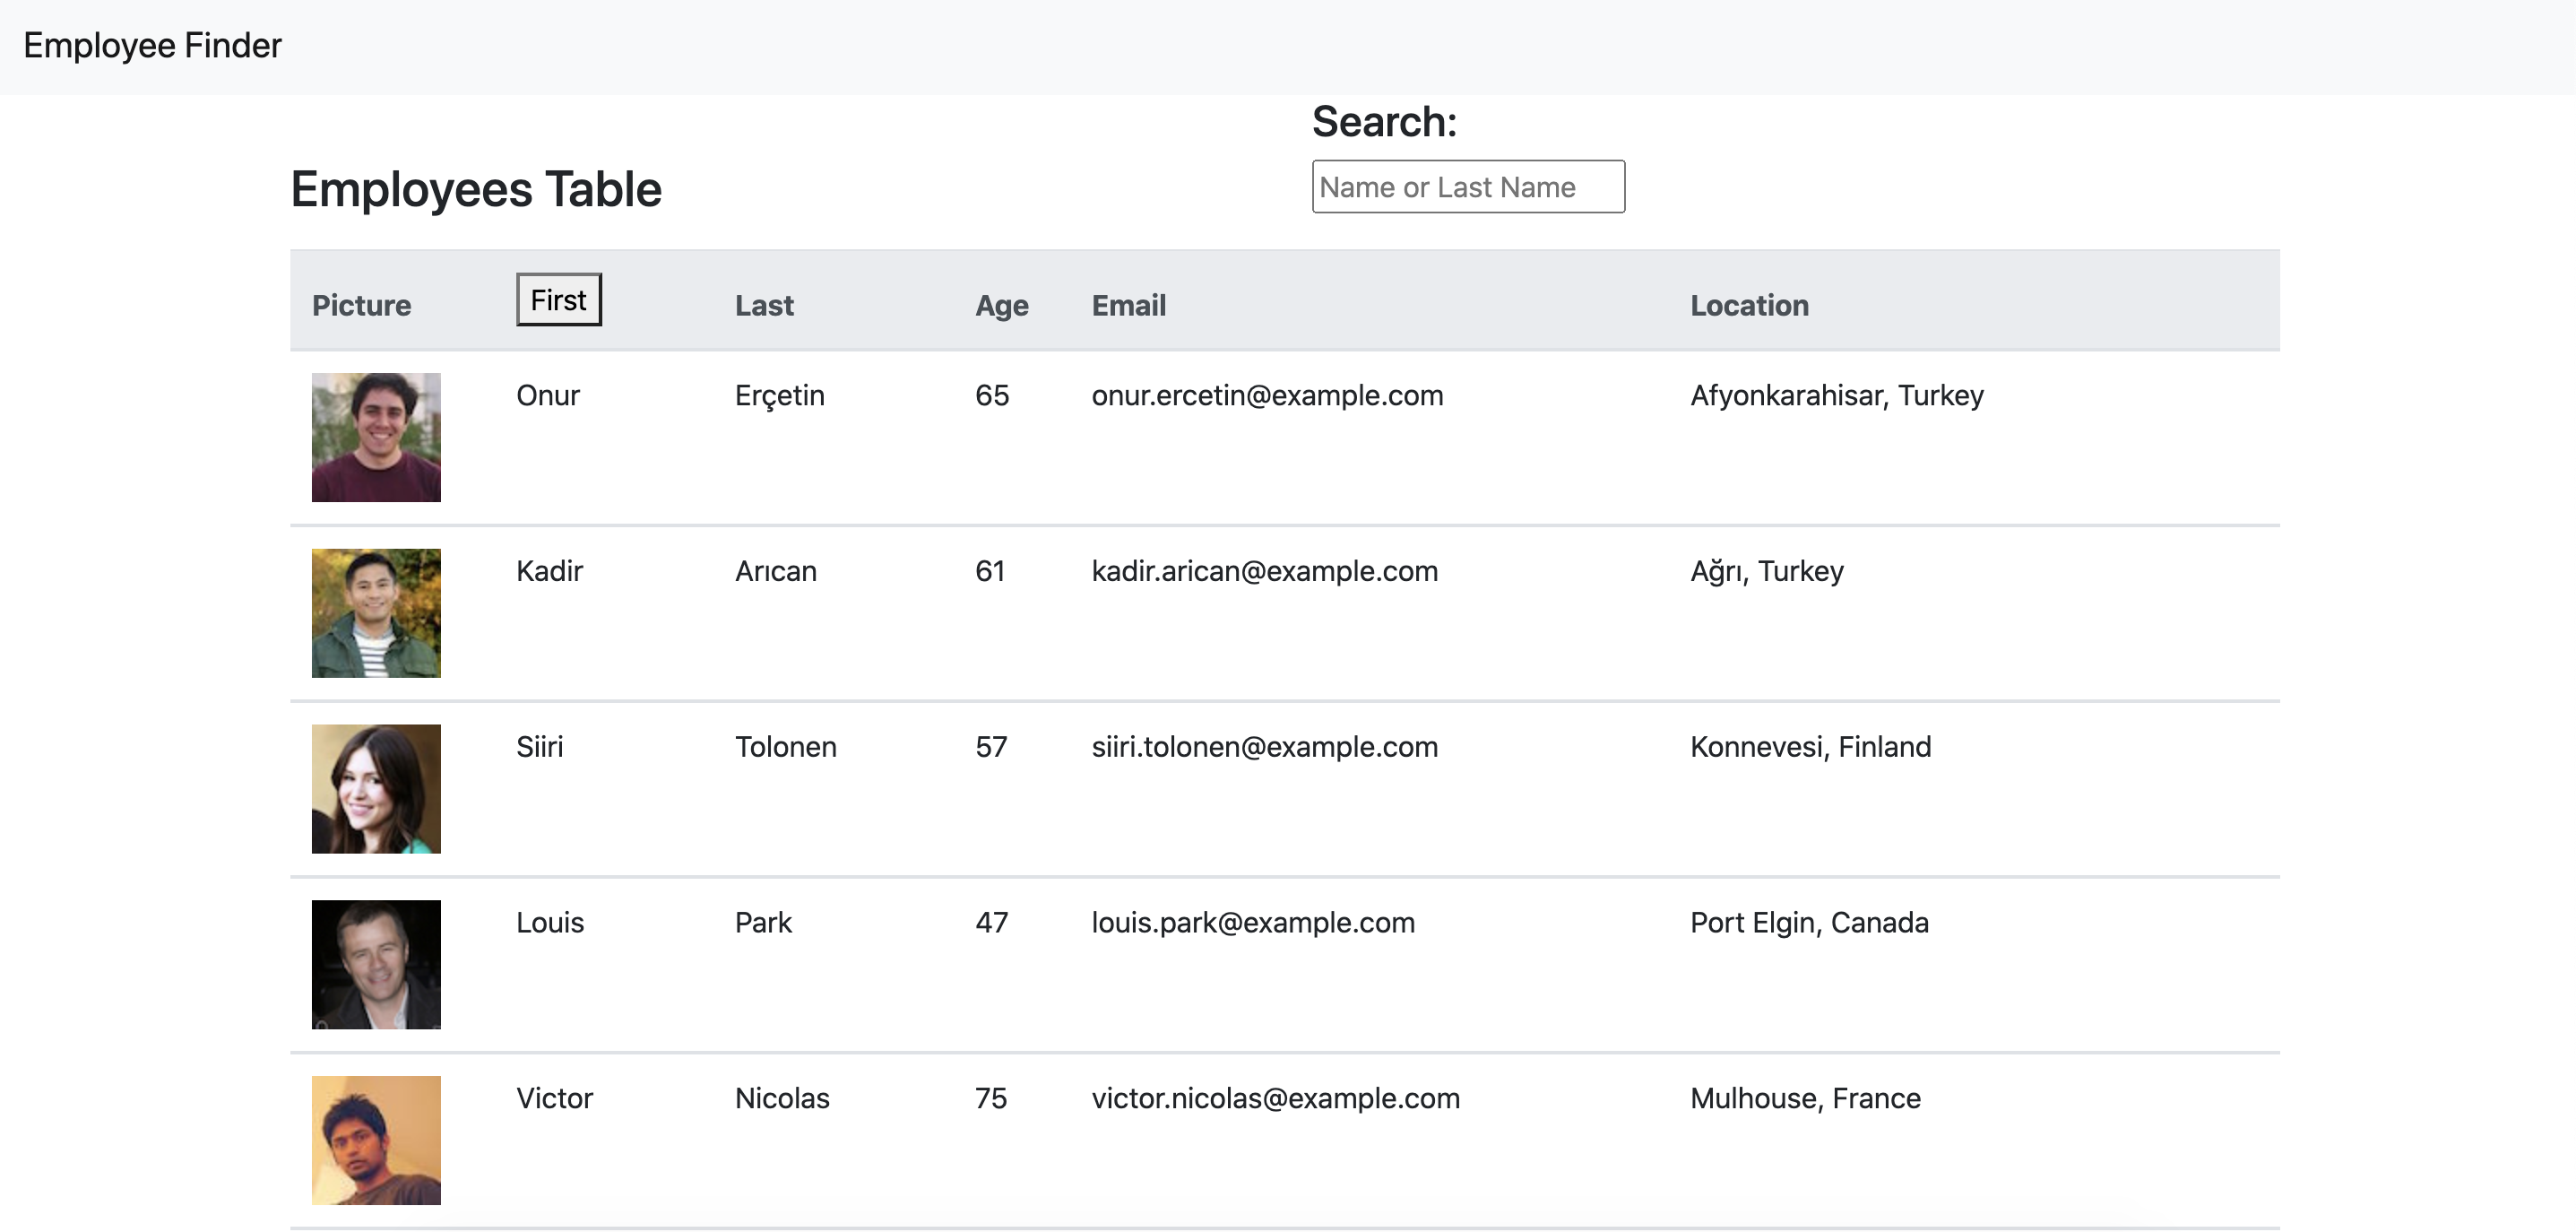 Employee Finder
Search:
Name or Last Name
Employees Table
Picture First Last Age Email Location
Onur Erçetin 65 onur.ercetin@example.com Afyonkarahisar, Turkey
Kadir Arıcan 61 kadir.arican@example.com Ağrı, Turkey
Siiri Tolonen 57 siiri.tolonen@example.com Konnevesi, Finland
Louis Park 47 louis.park@example.com Port Elgin, Canada
Victor Nicolas 75 victor.nicolas@example.com Mulhouse, France